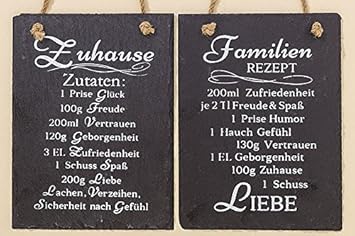 Zuhause
Zutaten:
1 Prise Glück
100g Freude
200ml Vertrauen
120g Geborgenheit
3 EL Zufriedenheit
1 Schuss Spaß
200g Liebe
Lachen, Verzeihen,
Sicherheit nach Gefühl
Familien
REZEPT
200ml Zufriedenheit
je 2 Tl Freude & Spaß
1 Prise Humor
1 Hauch Gefühl
130g Vertrauen
1 EL Geborgenheit
100g Zuhause
1 Schuss
LIEBE